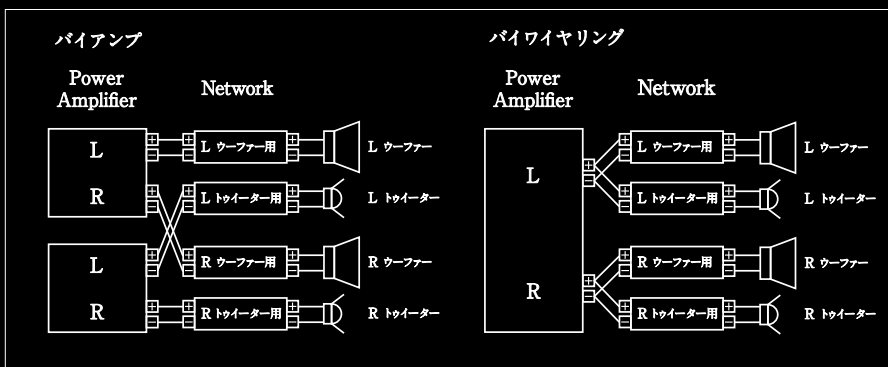 バイアンプ
Power
Amplifier
Network
L
R
L
R
+
−
+
−
+
−
+
−
+
−
L ウーファー用
+
−
L ウーファー
+
−
L トゥイーター用
+
−
L トゥイーター
+
−
R ウーファー用
+
−
R ウーファー
+
−
R トゥイーター用
+
−
R トゥイーター
バイワイヤリング
Power
Amplifier
Network
L
R
+
−
+
−
+
−
L ウーファー用
+
−
L ウーファー
+
−
L トゥイーター用
+
−
L トゥイーター
+
−
R ウーファー用
+
−
R ウーファー
+
−
R トゥイーター用
+
−
R トゥイーター